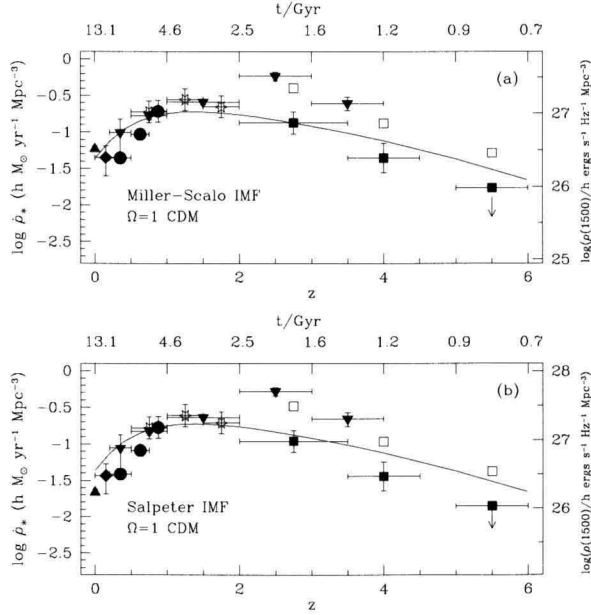 t/Gyr
13.1 4.6 2.5 1.7 1.2 0.9 0.7
0
−0.5
−1.0
−1.5
−2
−2.5
log ρ̇* (h M⊙ yr⁻¹ Mpc⁻³)
(a)
Miller−Scalo IMF
Ω=1 CDM
27
26
25
log(ρ(1500)/h ergs s⁻¹ Hz⁻¹ Mpc⁻³)
0 2 4 6
z
t/Gyr
13.1 4.6 2.5 1.7 1.2 0.9 0.7
0
−0.5
−1
−1.5
−2
−2.5
log ρ̇* (h M⊙ yr⁻¹ Mpc⁻³)
(b)
Salpeter IMF
Ω=1 CDM
28
27
26
log(ρ(1500)/h ergs s⁻¹ Hz⁻¹ Mpc⁻³)
0 2 4 6
z